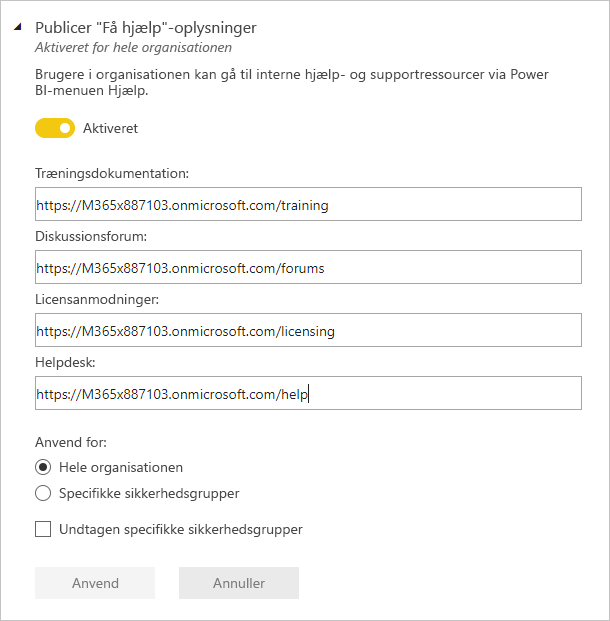 Publicer "Få hjælp"-oplysninger
Aktiveret for hele organisationen
Brugere i organisationen kan gå til interne hjælp- og supportressourcer via Power
BI-menuen Hjælp.
Aktiveret
Træningsdokumentation:
https://M365x887103.onmicrosoft.com/training
Diskussionsforum:
https://M365x887103.onmicrosoft.com/forums
Licensanmodninger:
https://M365x887103.onmicrosoft.com/licensing
Helpdesk:
https://M365x887103.onmicrosoft.com/help
Anvend for:
Hele organisationen
Specifikke sikkerhedsgrupper
Undtagen specifikke sikkerhedsgrupper
Anvend
Annuller